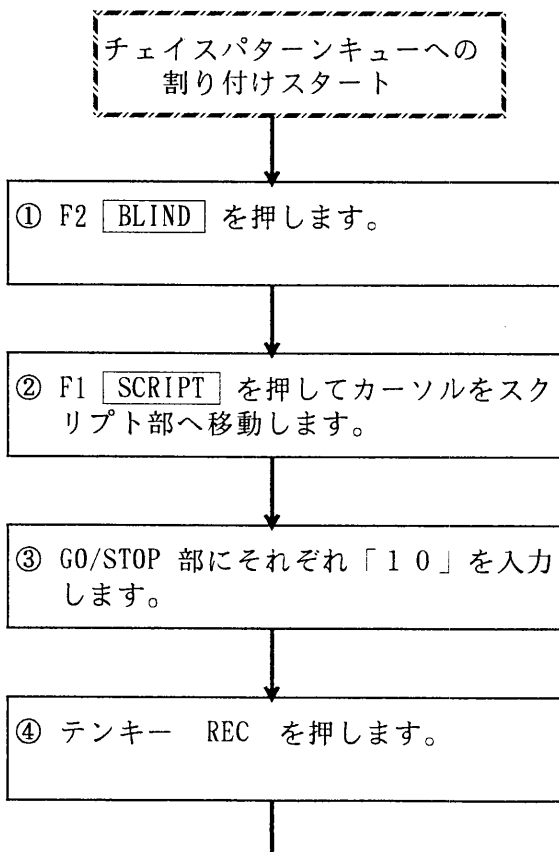 チェイスパターンキューへの
割り付けスタート
① F2 BLIND を押します。
② F1 SCRIPT を押してカーソルをスク
リプト部へ移動します。
③ GO/STOP 部にそれぞれ「１０」を入力
します。
④ テンキー REC を押します。